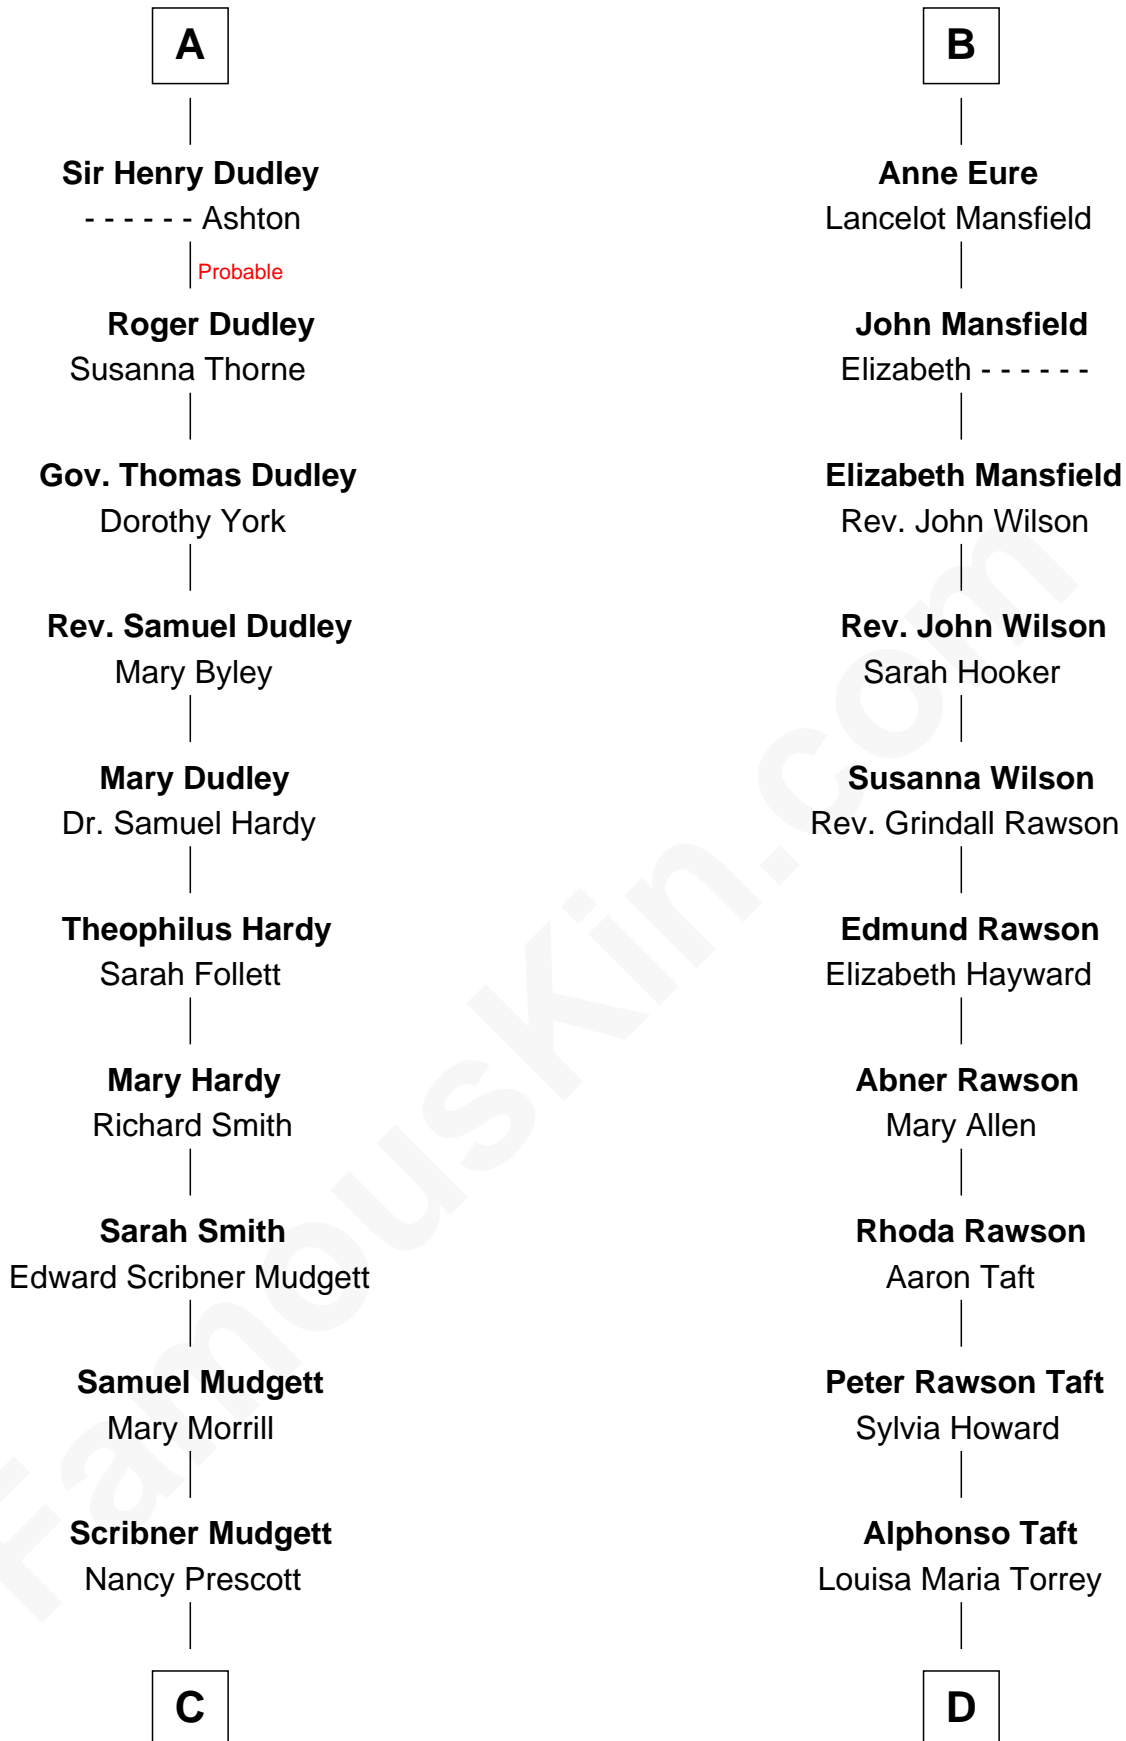 A
Sir Henry Dudley
- - - - - - Ashton
Probable
Roger Dudley
Susanna Thorne
Gov. Thomas Dudley
Dorothy York
Rev. Samuel Dudley
Mary Byley
Mary Dudley
Dr. Samuel Hardy
Theophilus Hardy
Sarah Follett
Mary Hardy
Richard Smith
Sarah Smith
Edward Scribner Mudgett
Samuel Mudgett
Mary Morrill
Scribner Mudgett
Nancy Prescott
C
B
Anne Eure
Lancelot Mansfield
John Mansfield
Elizabeth - - - - - -
Elizabeth Mansfield
Rev. John Wilson
Rev. John Wilson
Sarah Hooker
Susanna Wilson
Rev. Grindall Rawson
Edmund Rawson
Elizabeth Hayward
Abner Rawson
Mary Allen
Rhoda Rawson
Aaron Taft
Peter Rawson Taft
Sylvia Howard
Alphonso Taft
Louisa Maria Torrey
D
FamousKin.com